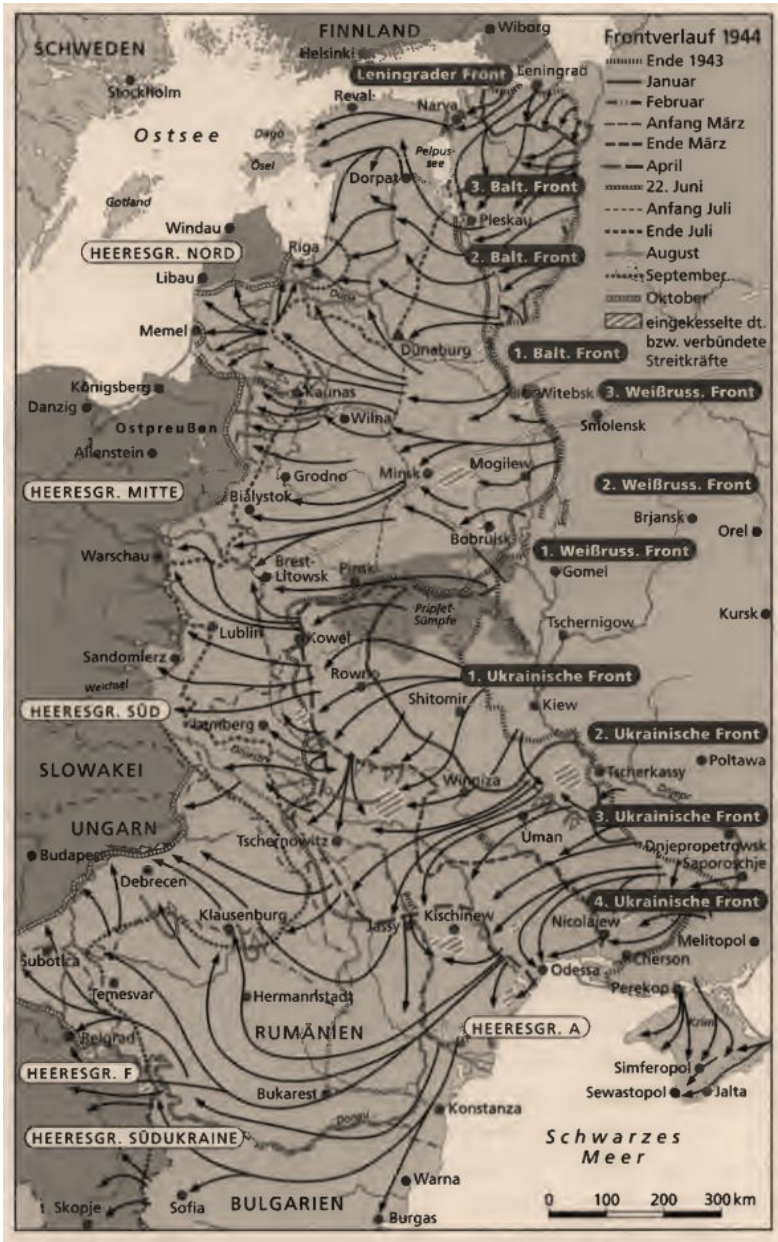 FINNLAND
Wiborg
SCHWEDEN
Helsinki
Leningrader Front
Leningrad
Stockholm
Reval
Narva
Ostsee
Dagö
Ösel
Peipus-
see
Dorpat
3. Balt. Front
Gotland
Pleskau
Windau
HEERESGR. NORD
Riga
2. Balt. Front
Libau
Düna
Memel
Dünaburg
1. Balt. Front
Königsberg
Kaunas
Witebsk
3. Weißruss. Front
Danzig
Ostpreußen
Wilna
Smolensk
Allenstein
Grodno
Minsk
Mogilew
HEERESGR. MITTE
2. Weißruss. Front
Bialystok
Brjansk
Bobruisk
Orel
Warschau
1. Weißruss. Front
Brest-
Litowsk
Pinsk
Gomel
Pripjet-
Sümpfe
Kursk
Lublin
Kowel
Tschernigow
Sandomierz
Weichsel
Rowno
1. Ukrainische Front
Shitomir
Kiew
HEERESGR. SÜD
Lemberg
2. Ukrainische Front
SLOWAKEI
Poltawa
Tscherkassy
Winniza
Dnjepr
UNGARN
3. Ukrainische Front
Uman
Tschernowitz
Dnjepropetrowsk
Budapest
Saporoschje
Debrecen
4. Ukrainische Front
Klausenburg
Jassy
Kischinew
Nicolajew
Melitopol
Subotica
Cherson
Odessa
Temesvar
Hermannstadt
Perekop
RUMÄNIEN
Krim
Belgrad
HEERESGR. A
HEERESGR. F
Simferopol
Bukarest
Sewastopol
Jalta
Konstanza
Donau
HEERESGR. SÜDUKRAINE
Schwarzes
Meer
Warna
Skopje
Sofia
BULGARIEN
Burgas
0 100 200 300 km
Frontverlauf 1944
Ende 1943
Januar
Februar
Anfang März
Ende März
April
22. Juni
Anfang Juli
Ende Juli
August
September
Oktober
eingekesselte dt.
bzw. verbündete
Streitkräfte